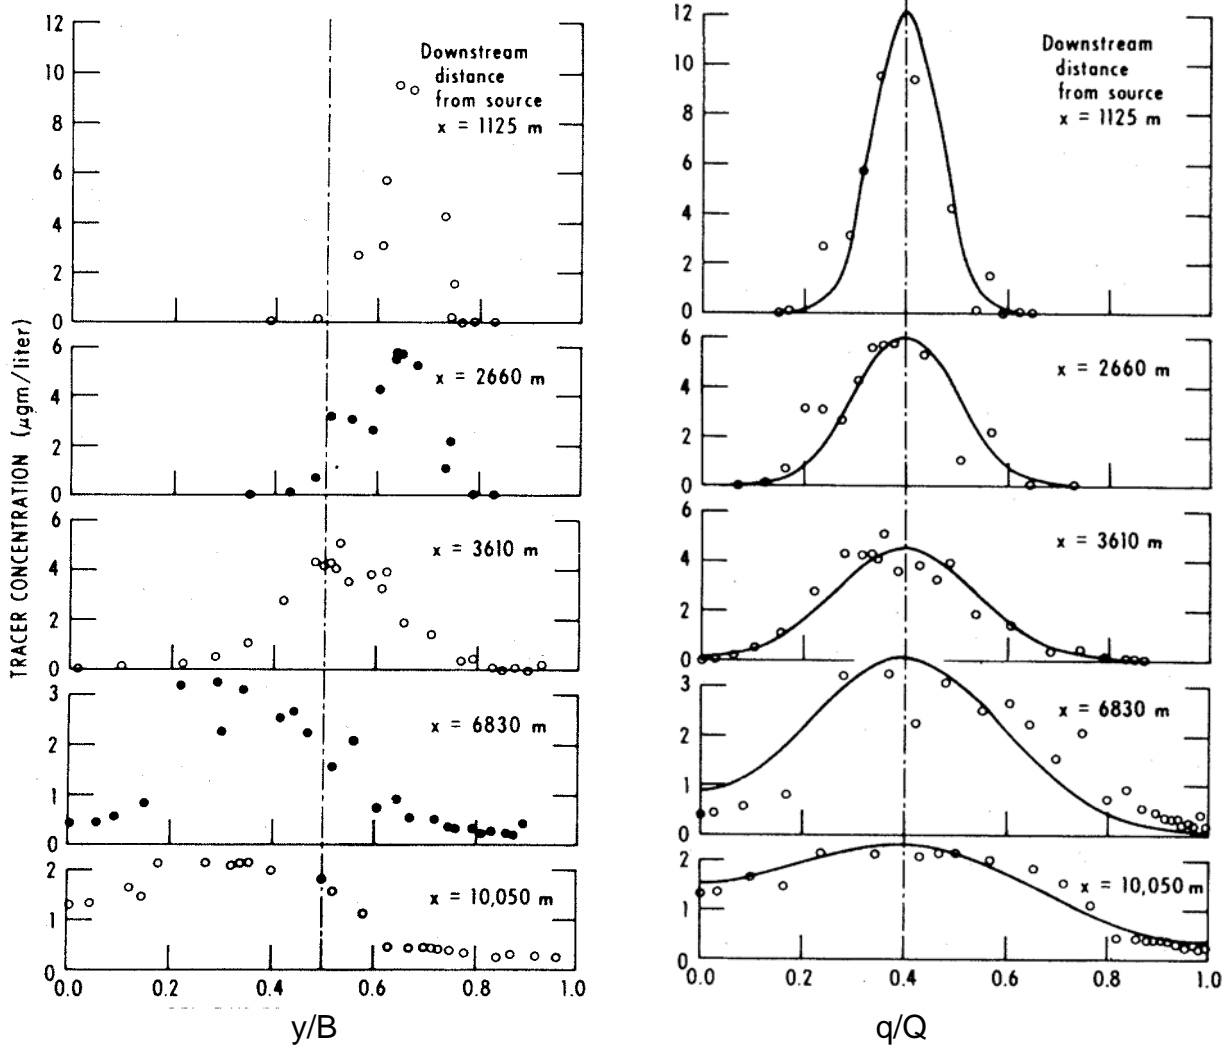 TRACER CONCENTRATION (μgm/liter)
12
10
8
6
4
2
0
Downstream
distance
from source
x = 1125 m
6
4
2
0
x = 2660 m
6
4
2
0
x = 3610 m
3
2
1
0
x = 6830 m
2
1
0
x = 10,050 m
0.0
0.2
0.4
0.6
0.8
1.0
y/B
12
10
8
6
4
2
0
Downstream
distance
from source
x = 1125 m
6
4
2
0
x = 2660 m
6
4
2
0
x = 3610 m
3
2
1
0
x = 6830 m
2
1
0
x = 10,050 m
0.0
0.2
0.4
0.6
0.8
1.0
q/Q